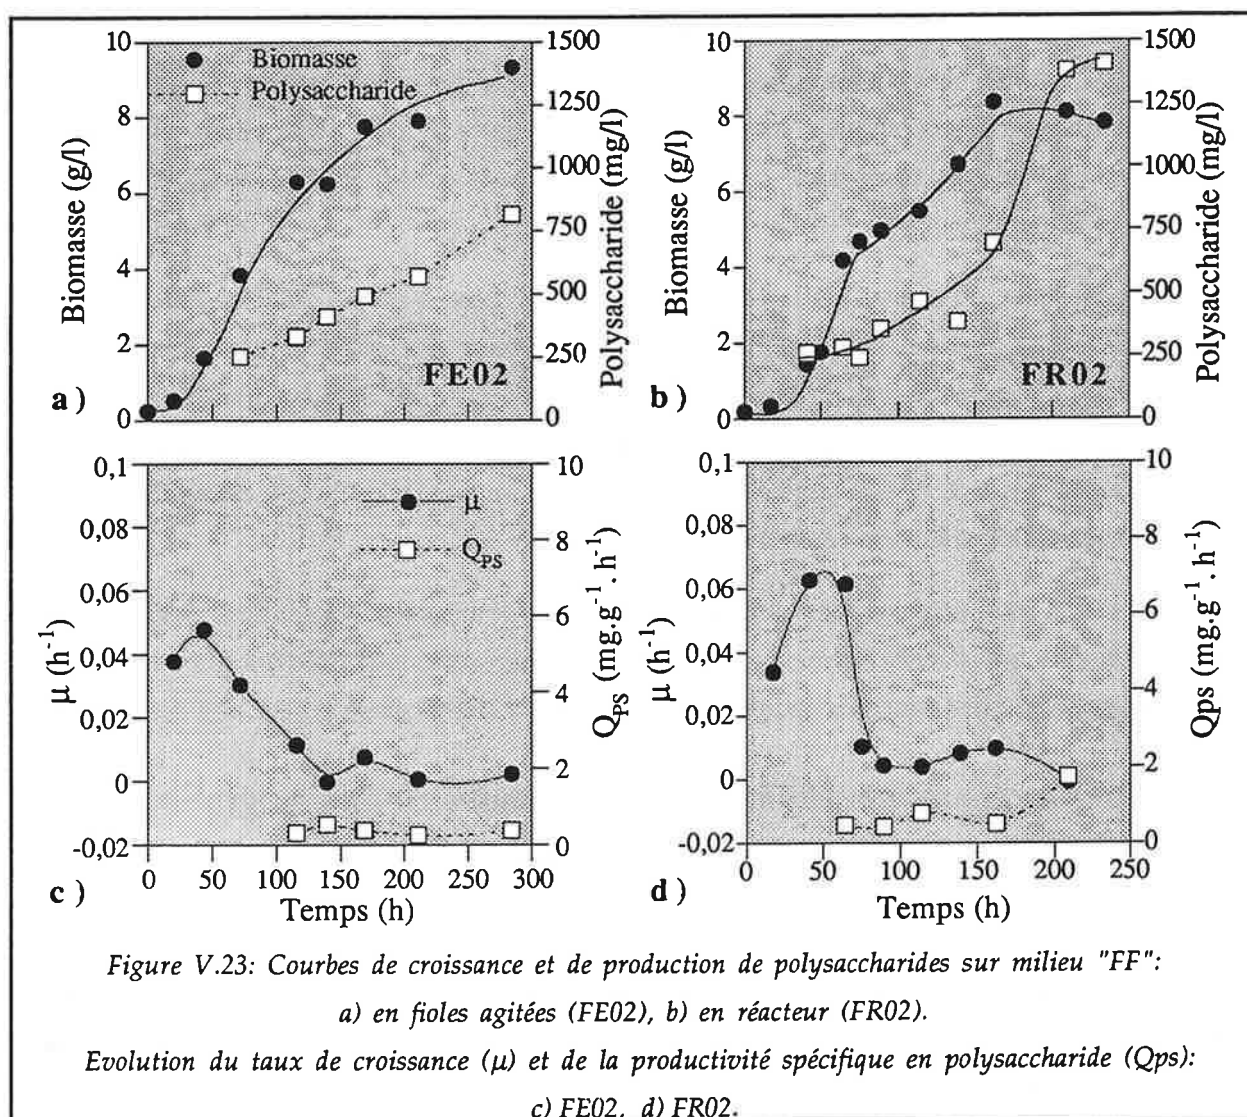 10
8
6
4
2
0
Biomasse (g/l)
Biomasse
Polysaccharide
FE02
a )
1500
1250
1000
750
500
250
0
Polysaccharide (mg/l)
10
8
6
4
2
0
Biomasse (g/l)
FR02
b )
1500
1250
1000
750
500
250
0
Polysaccharide (mg/l)
0,1
0,08
0,06
0,04
0,02
0
-0,02
μ (h-1)
μ
QPS
10
8
6
4
2
0
QPS (mg.g-1. h-1)
0 50 100 150 200 250 300
Temps (h)
c )
0,1
0,08
0,06
0,04
0,02
0
-0,02
μ (h-1)
10
8
6
4
2
0
Qps (mg.g-1. h-1)
0 50 100 150 200 250
Temps (h)
d )
Figure V.23: Courbes de croissance et de production de polysaccharides sur milieu "FF":
a) en fioles agitées (FE02), b) en réacteur (FR02).
Evolution du taux de croissance (μ) et de la productivité spécifique en polysaccharide (Qps):
c) FE02, d) FR02.